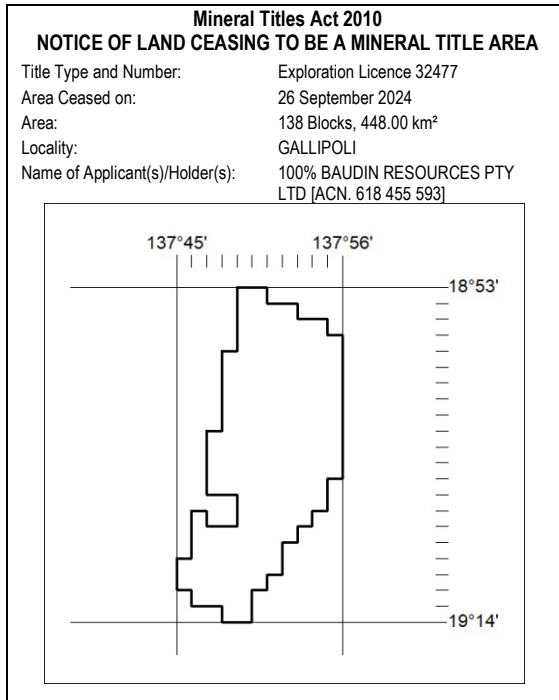 Mineral Titles Act 2010
NOTICE OF LAND CEASING TO BE A MINERAL TITLE AREA
Title Type and Number: Exploration Licence 32477
Area Ceased on: 26 September 2024
Area: 138 Blocks, 448.00 km²
Locality: GALLIPOLI
Name of Applicant(s)/Holder(s): 100% BAUDIN RESOURCES PTY
LTD [ACN. 618 455 593]
137°45' 137°56'
18°53'
19°14'